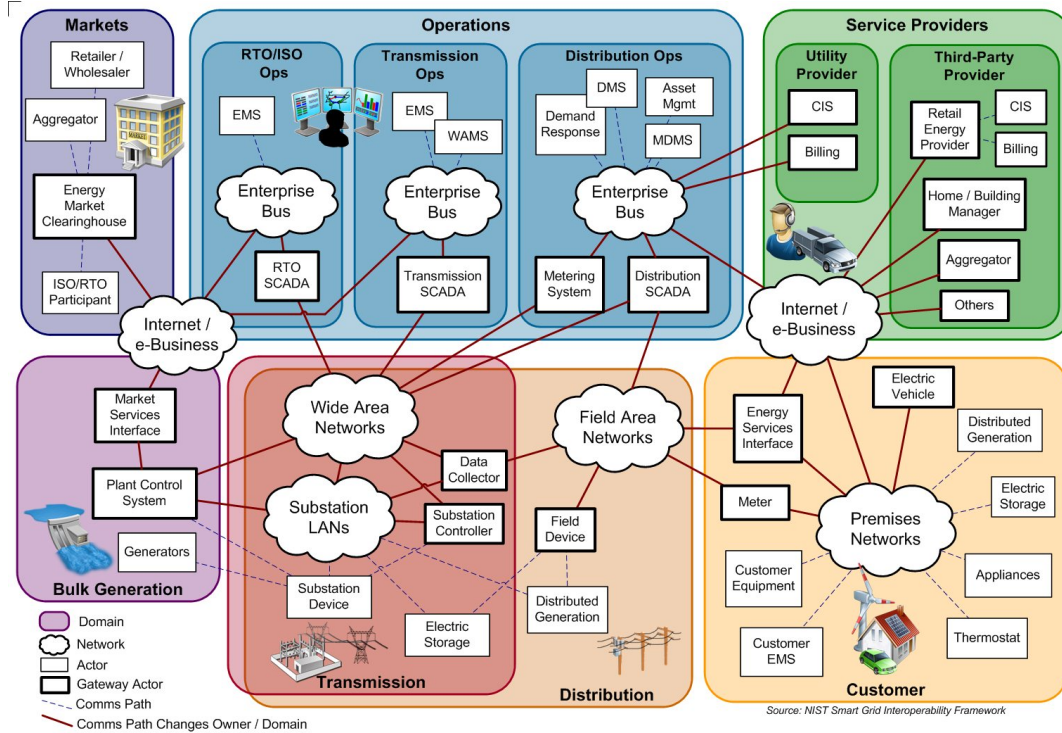 Markets
Operations
Service Providers
Retailer /
Wholesaler
Aggregator
MARKET
Energy
Market
Clearinghouse
ISO/RTO
Participant
RTO/ISO
Ops
EMS
Enterprise
Bus
RTO
SCADA
Transmission
Ops
EMS
WAMS
Enterprise
Bus
Transmission
SCADA
Distribution Ops
DMS
Asset
Mgmt
Demand
Response
MDMS
Enterprise
Bus
Metering
System
Distribution
SCADA
Utility
Provider
CIS
Billing
Third-Party
Provider
Retail
Energy
Provider
CIS
Billing
Home / Building
Manager
Aggregator
Others
Internet /
e-Business
Internet /
e-Business
Market
Services
Interface
Plant Control
System
Generators
Bulk Generation
Wide Area
Networks
Substation
LANs
Data
Collector
Substation
Controller
Substation
Device
Electric
Storage
Transmission
Field Area
Networks
Field
Device
Distributed
Generation
Distribution
Energy
Services
Interface
Electric
Vehicle
Distributed
Generation
Meter
Premises
Networks
Electric
Storage
Customer
Equipment
Appliances
Customer
EMS
Thermostat
Customer
Domain
Network
Actor
Gateway Actor
Comms Path
Comms Path Changes Owner / Domain
Source: NIST Smart Grid Interoperability Framework